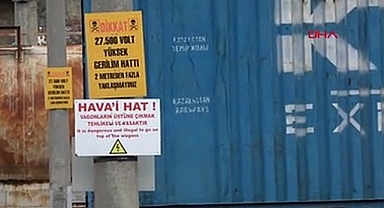 DİKKAT
27.500 VOLT
YÜKSEK
GERİLİM HATTI
2 METREDEN FAZLA
YAKLAŞMAYINIZ
HAVA'İ HAT !
VAGONLARIN ÜSTÜNE ÇIKMAK
TEHLİKELİ VE YASAKTIR.
It is dangerous and illegal to go on
top of the wagons
KAZAKHSTAN
RAILWAYS
K
EXI
DHA